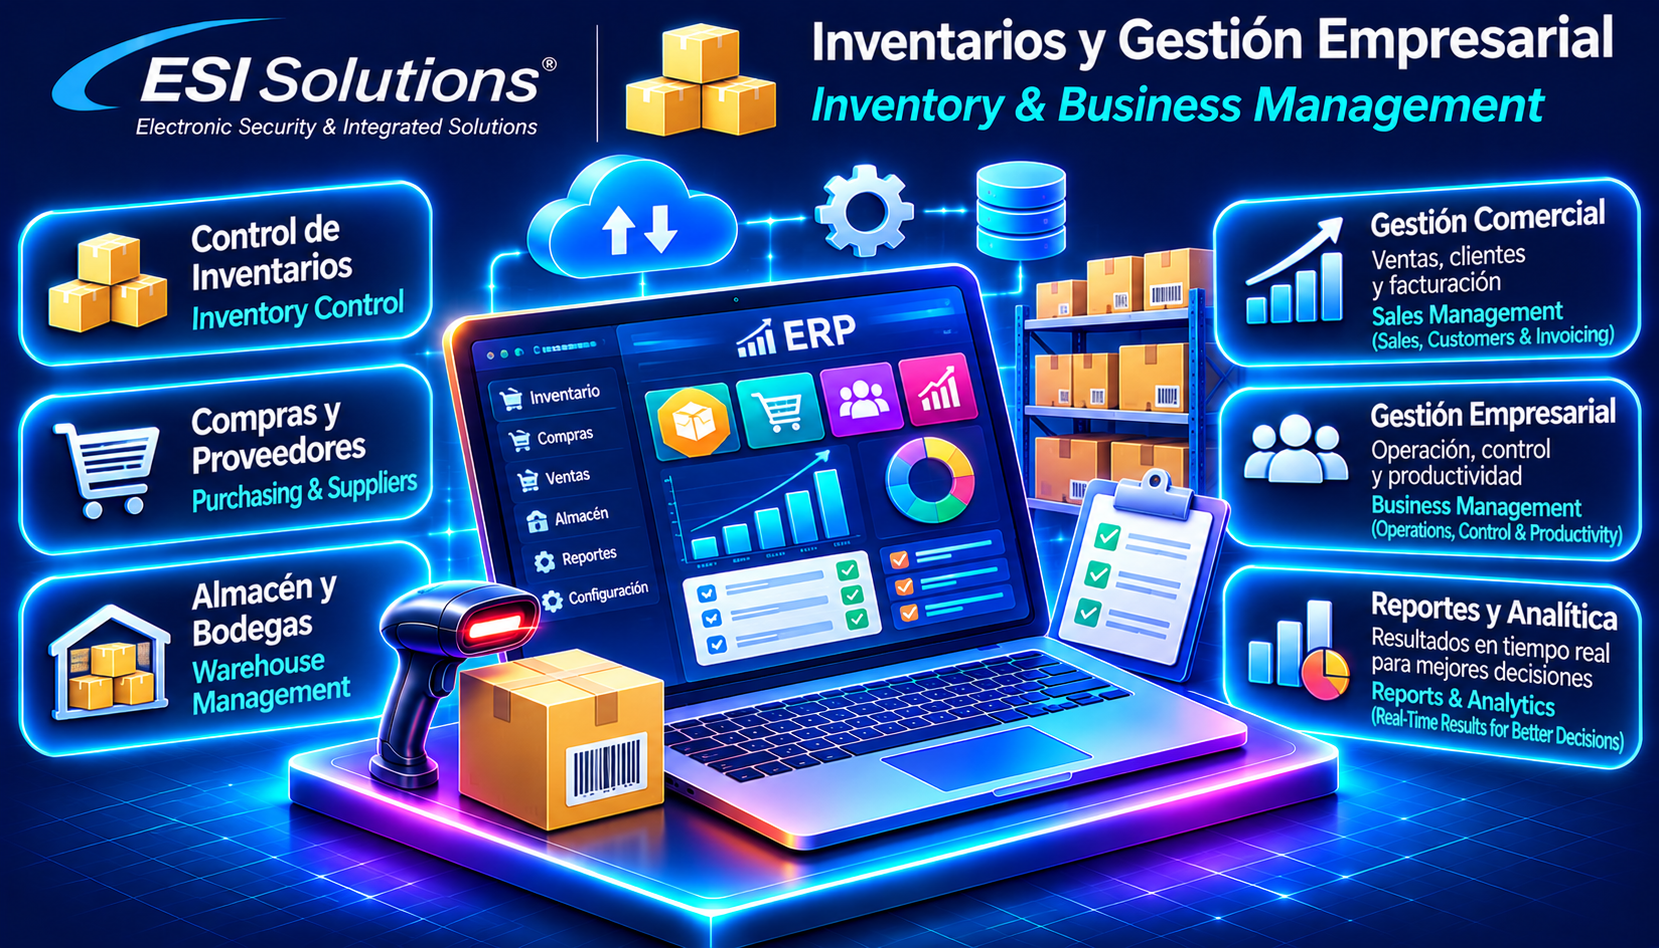 ESI Solutions®
Electronic Security & Integrated Solutions
Inventarios y Gestión Empresarial
Inventory & Business Management
Control de
Inventarios
Inventory Control
Compras y
Proveedores
Purchasing & Suppliers
Almacén y
Bodegas
Warehouse
Management
ERP
Inventario
Compras
Ventas
Almacén
Reportes
Configuración
Gestión Comercial
Ventas, clientes
y facturación
Sales Management
(Sales, Customers & Invoicing)
Gestión Empresarial
Operación, control
y productividad
Business Management
(Operations, Control & Productivity)
Reportes y Analítica
Resultados en tiempo real
para mejores decisiones
Reports & Analytics
(Real-Time Results for Better Decisions)